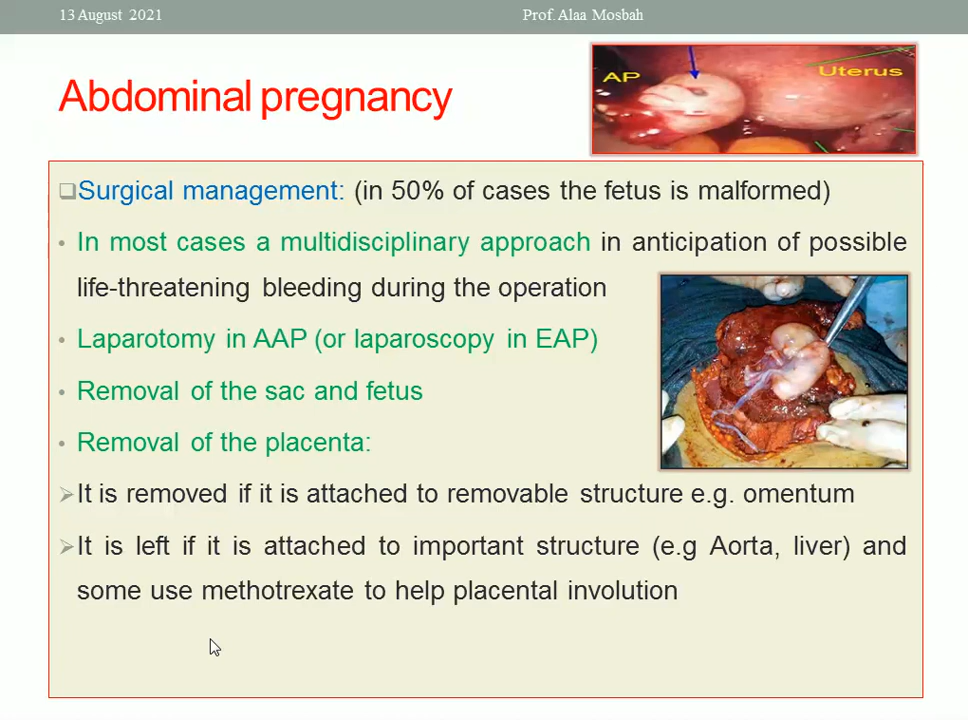 13 August 2021
Prof. Alaa Mosbah
Abdominal pregnancy
AP
Uterus
Surgical management: (in 50% of cases the fetus is malformed)
In most cases a multidisciplinary approach in anticipation of possible
life-threatening bleeding during the operation
Laparotomy in AAP (or laparoscopy in EAP)
Removal of the sac and fetus
Removal of the placenta:
It is removed if it is attached to removable structure e.g. omentum
It is left if it is attached to important structure (e.g Aorta, liver) and
some use methotrexate to help placental involution